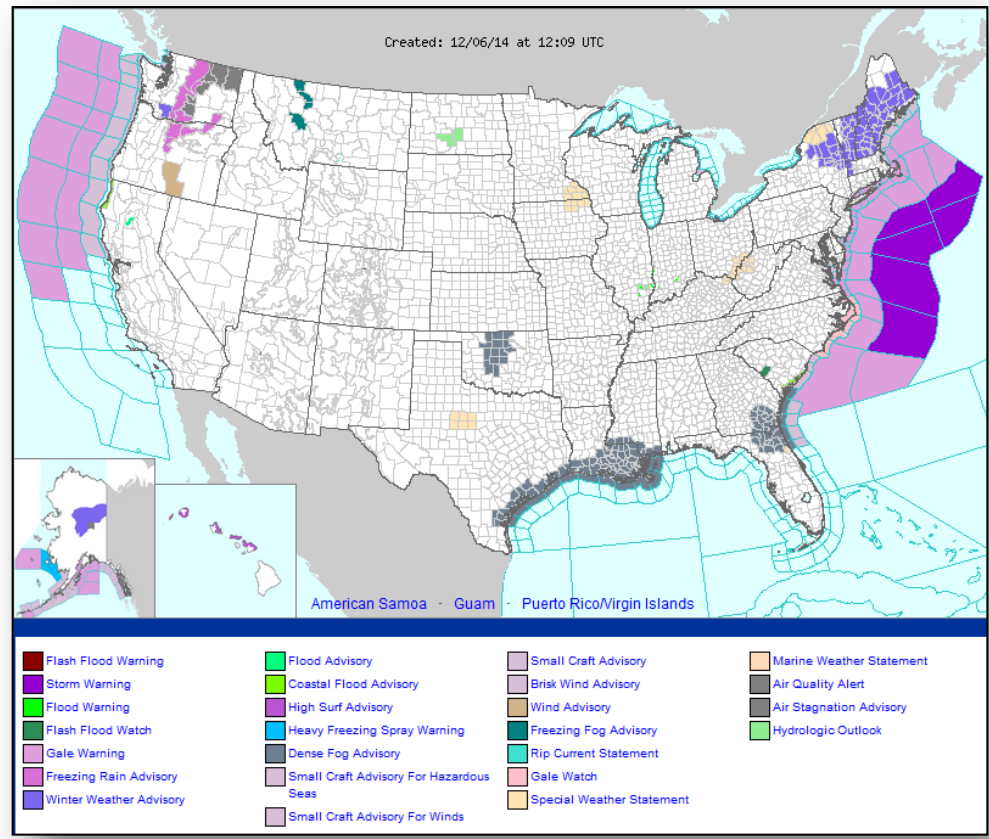 Created: 12/06/14 at 12:09 UTC
American Samoa · Guam · Puerto Rico/Virgin Islands
Flash Flood Warning
Storm Warning
Flood Warning
Flash Flood Watch
Gale Warning
Freezing Rain Advisory
Winter Weather Advisory
Flood Advisory
Coastal Flood Advisory
High Surf Advisory
Heavy Freezing Spray Warning
Dense Fog Advisory
Small Craft Advisory For Hazardous
Seas
Small Craft Advisory For Winds
Small Craft Advisory
Brisk Wind Advisory
Wind Advisory
Freezing Fog Advisory
Rip Current Statement
Gale Watch
Special Weather Statement
Marine Weather Statement
Air Quality Alert
Air Stagnation Advisory
Hydrologic Outlook